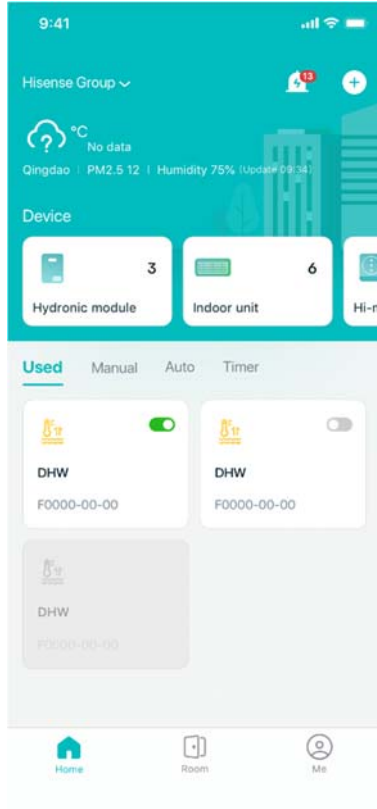 9:41
Hisense Group
13
°C
No data
Qingdao | PM2.5 12 | Humidity 75% (Update 09:34)
Device
3
6
Hydronic module
Indoor unit
Used Manual Auto Timer
DHW
DHW
F0000-00-00
F0000-00-00
DHW
F0000-00-00
Home
Room
Me